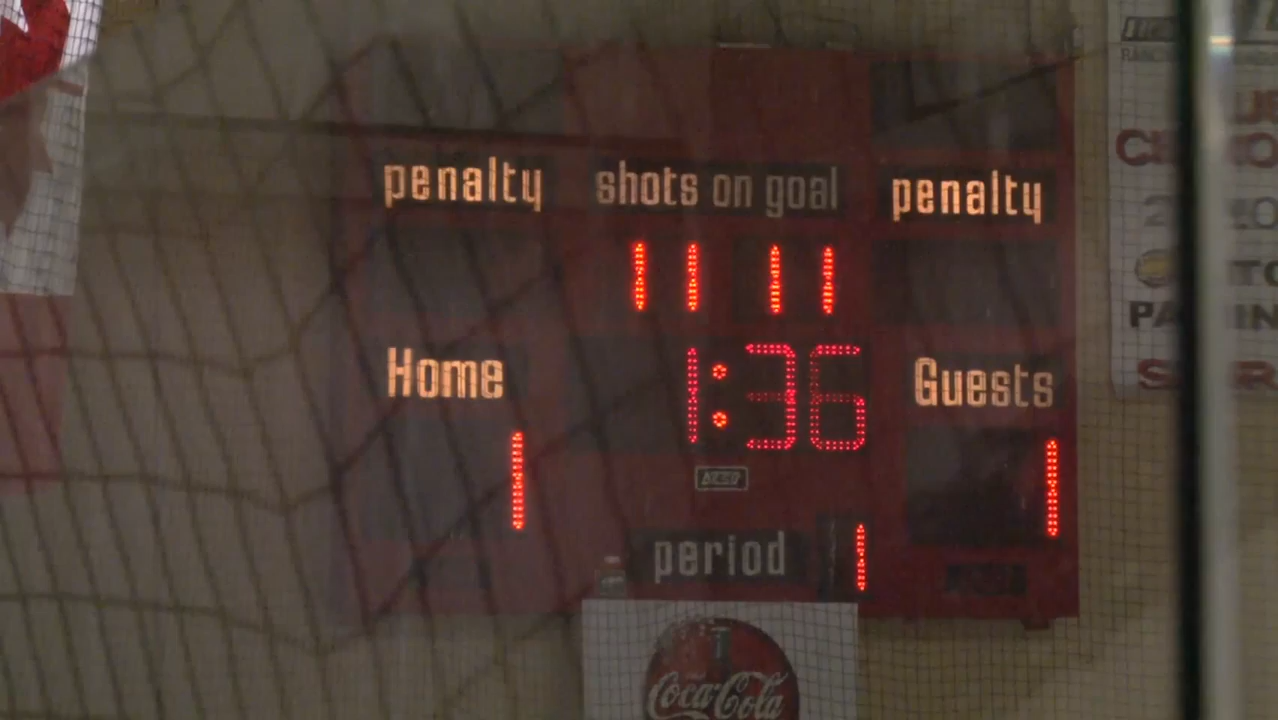 penalty shots on goal penalty
11 11
1:36
Home Guests
1 1
period 1
Coca-Cola